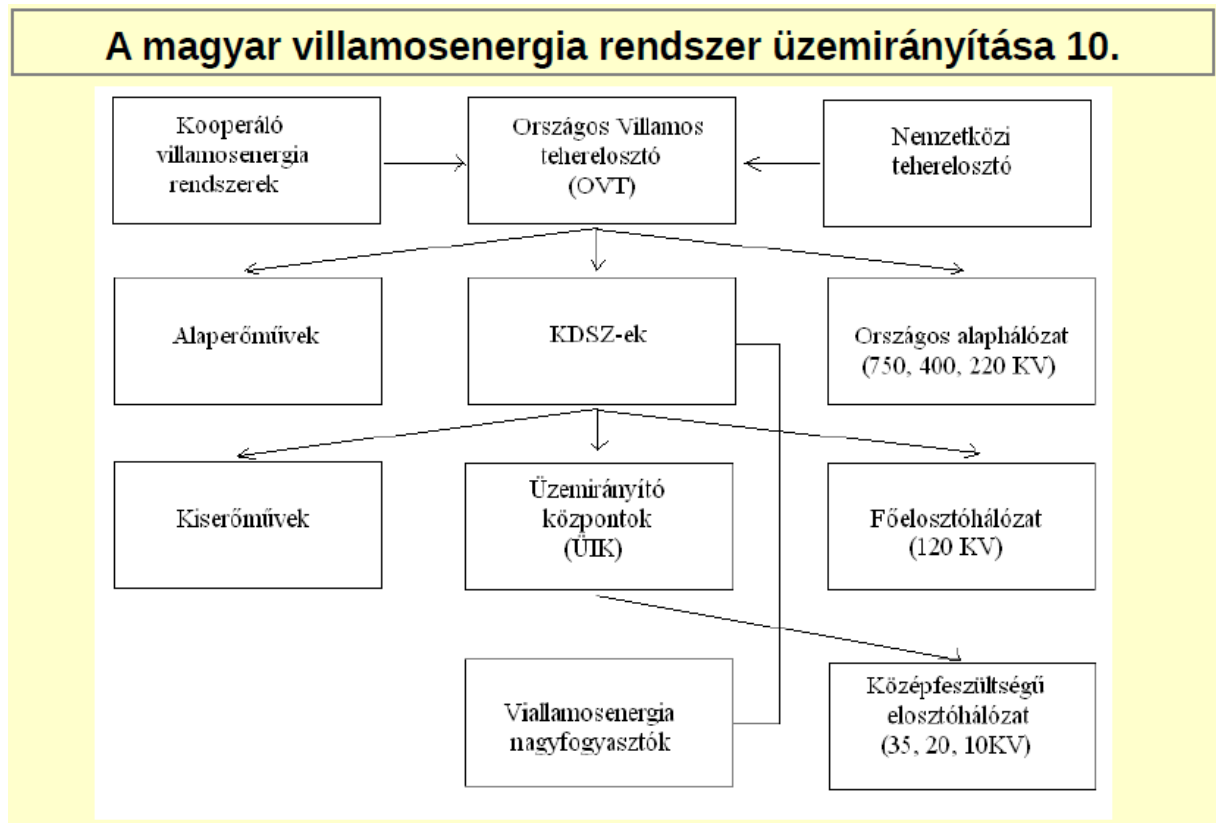 A magyar villamosenergia rendszer üzemirányítása 10.
Kooperáló
villamosenergia
rendszerek
Országos Villamos
teherelosztó
(OVT)
Nemzetközi
teherelosztó
Alaperőművek
KDSZ-ek
Országos alaphálózat
(750, 400, 220 KV)
Kiserőművek
Üzemirányító
központok
(ÜIK)
Főelosztóhálózat
(120 KV)
Viallamosenergia
nagyfogyasztók
Középfeszültségű
elosztóhálózat
(35, 20, 10KV)